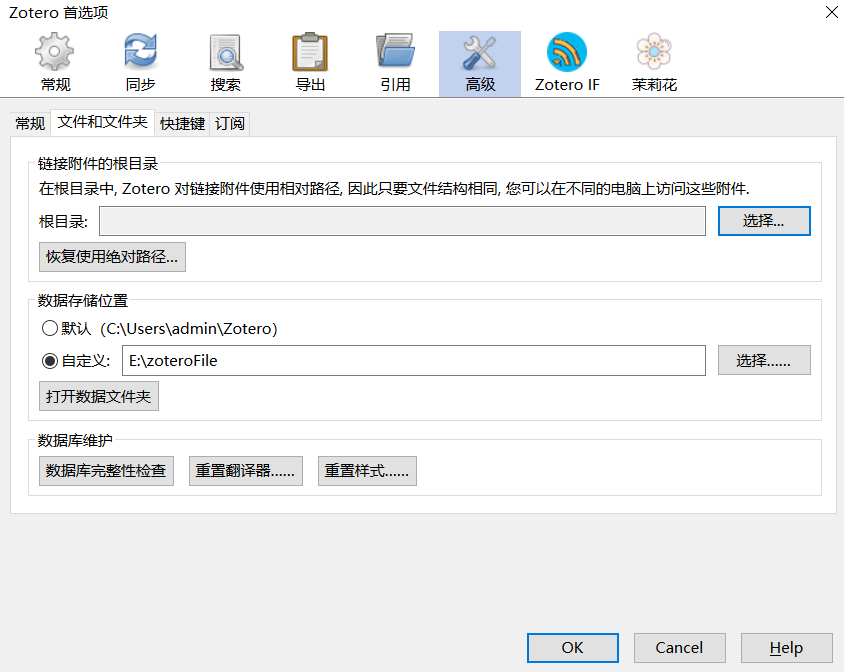 Zotero 首选项
常规 同步 搜索 导出 引用 高级 Zotero IF 茉莉花
常规 文件和文件夹 快捷键 订阅
链接附件的根目录
在根目录中, Zotero 对链接附件使用相对路径, 因此只要文件结构相同, 您可以在不同的电脑上访问这些附件.
根目录: 选择...
恢复使用绝对路径...
数据存储位置
默认（C:\Users\admin\Zotero）
自定义: E:\zoteroFile 选择......
打开数据文件夹
数据库维护
数据库完整性检查 重置翻译器...... 重置样式......
OK Cancel Help